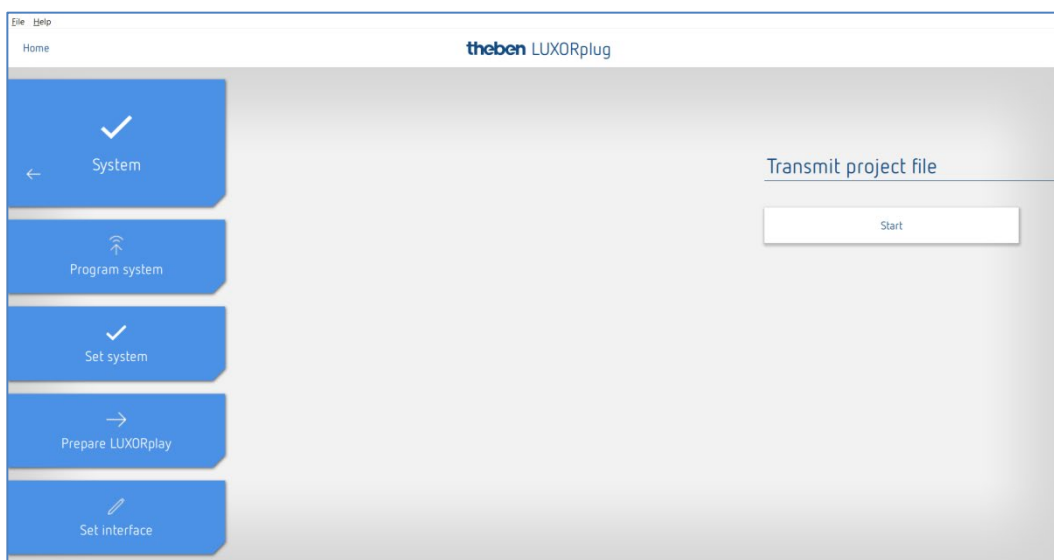 File Help
Home
theben LUXORplug
System
Transmit project file
Start
Program system
Set system
Prepare LUXORplay
Set interface